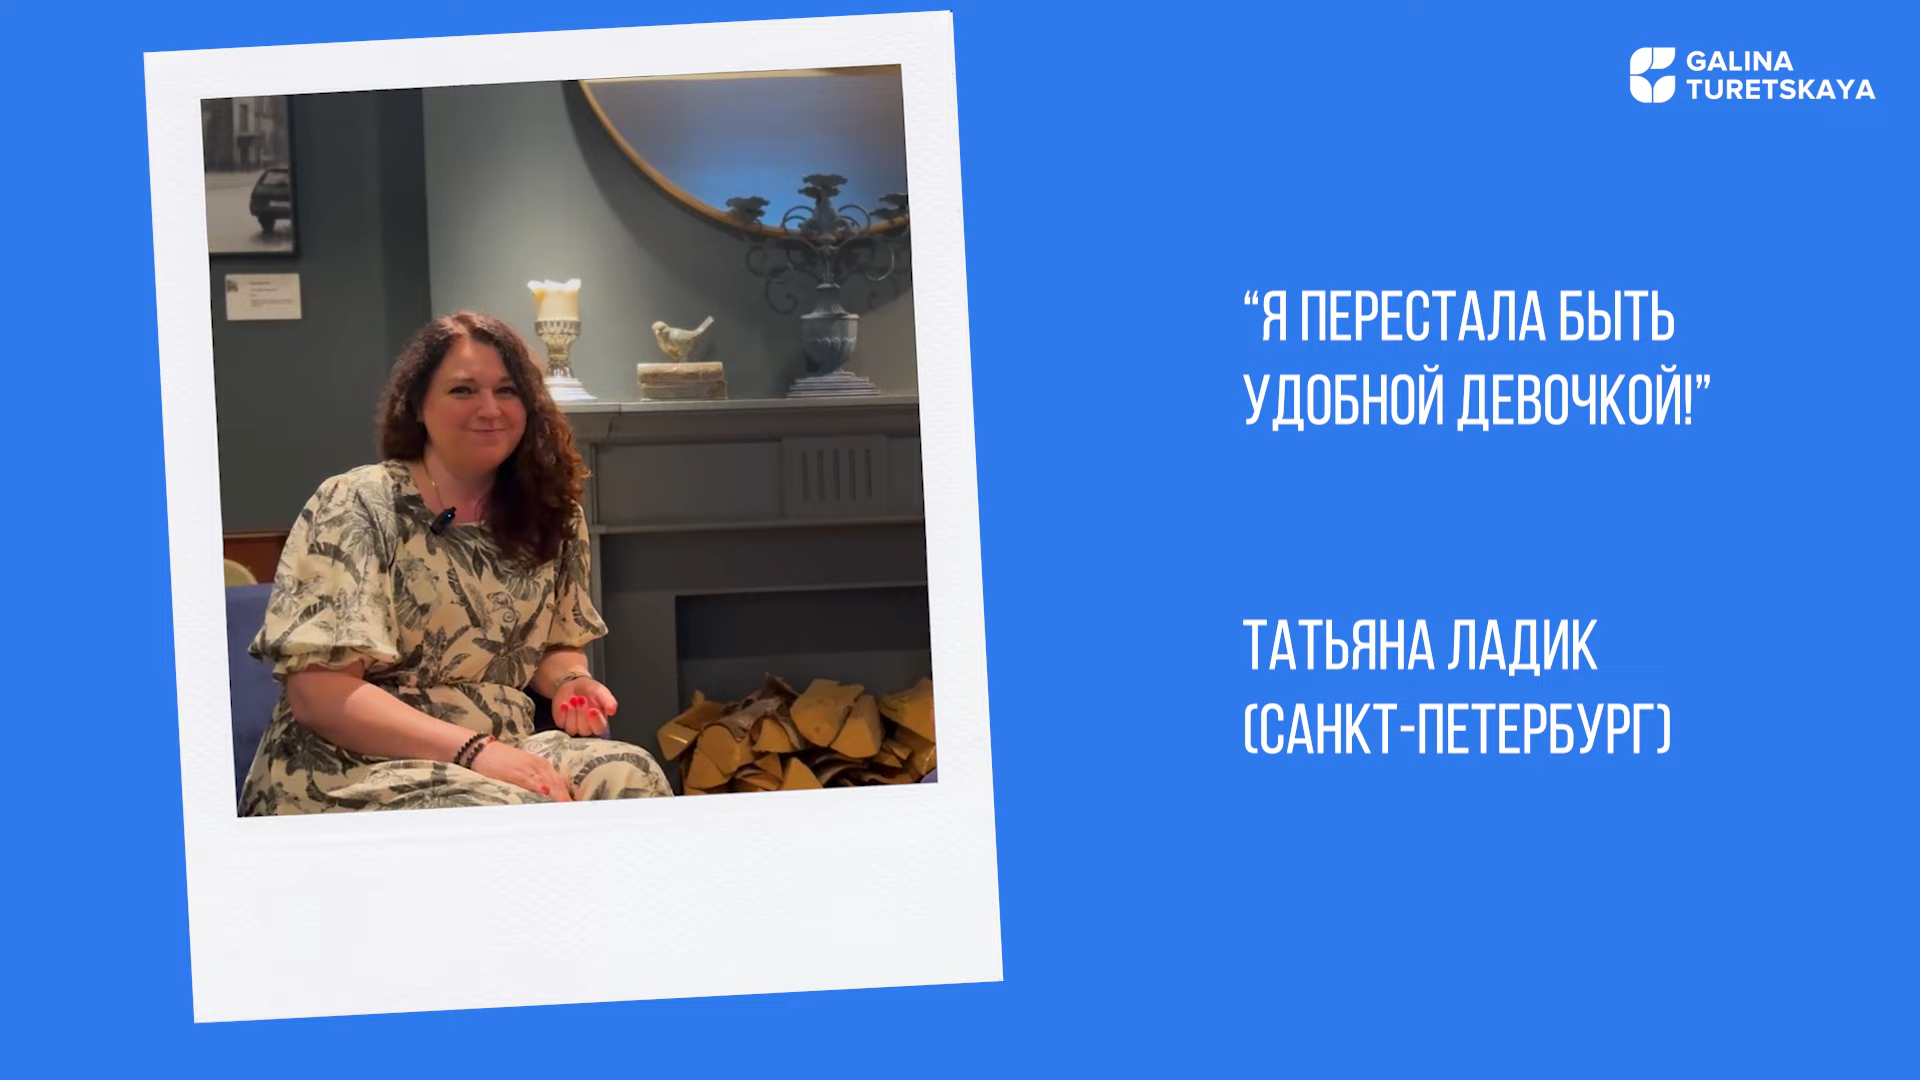 GALINA
TURETSKAYA
“Я ПЕРЕСТАЛА БЫТЬ
УДОБНОЙ ДЕВОЧКОЙ!”
ТАТЬЯНА ЛАДИК
(САНКТ-ПЕТЕРБУРГ)